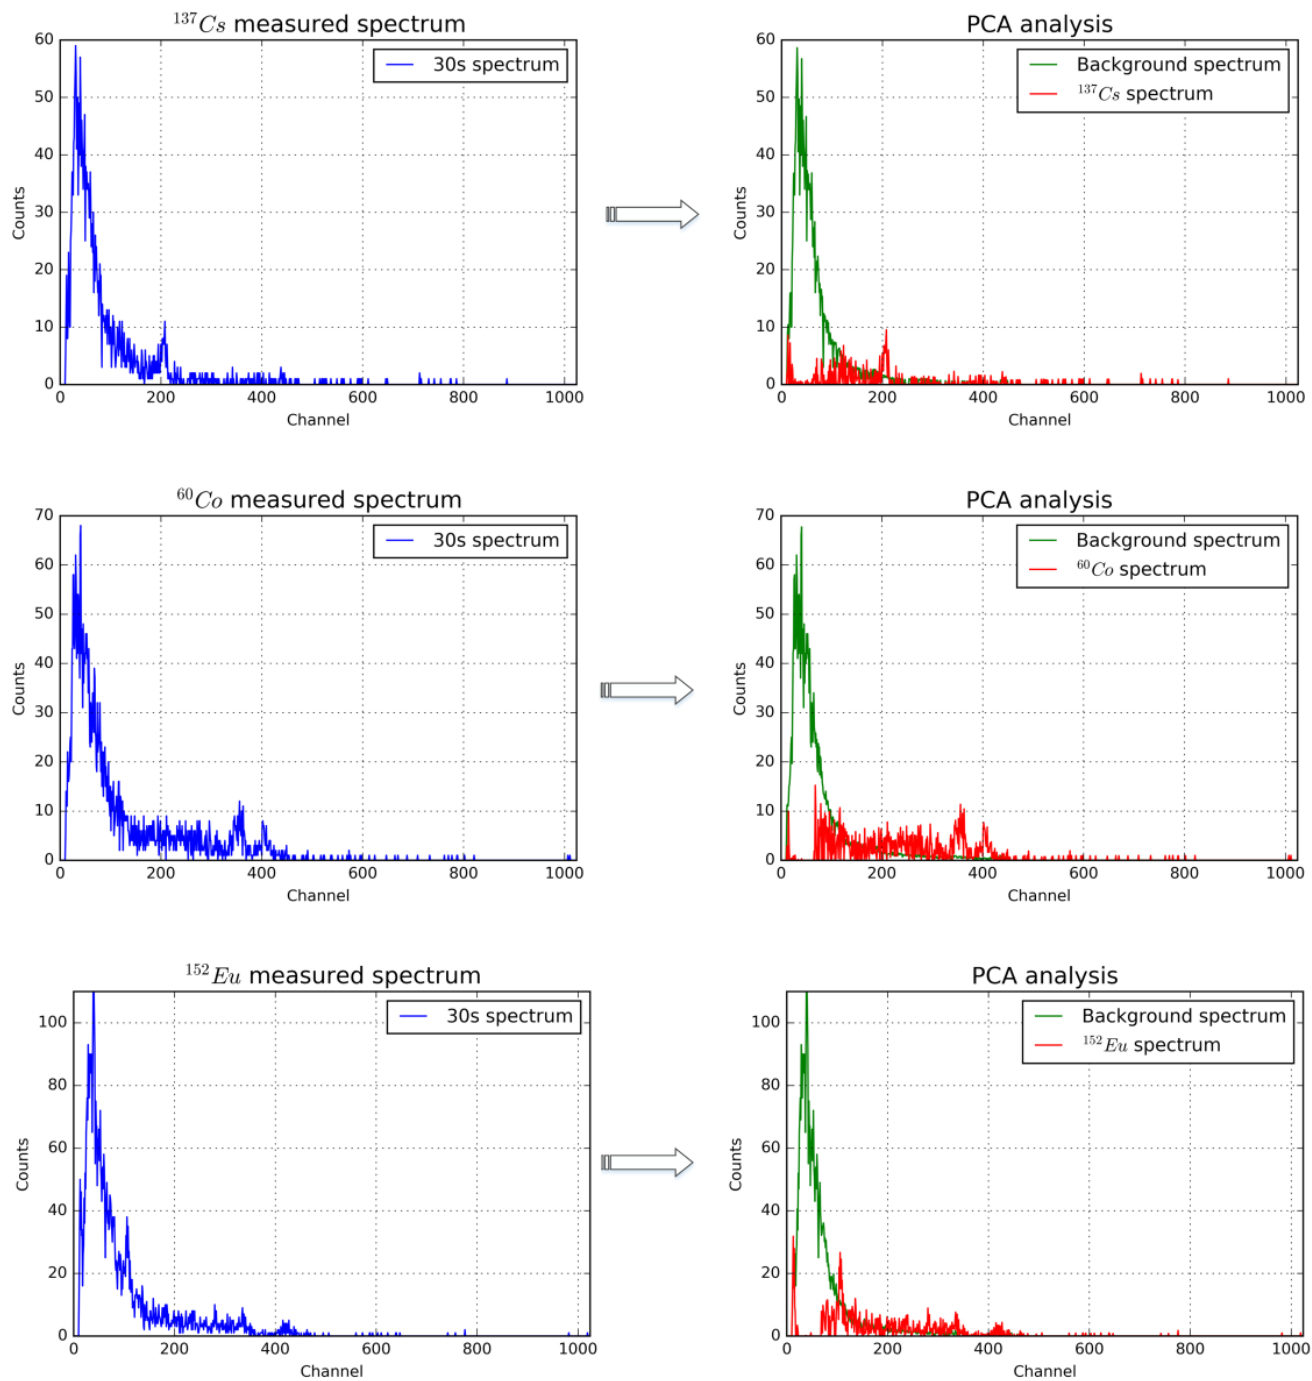 ¹³⁷Cs measured spectrum
60
50
40
30
20
10
0
Counts
30s spectrum
0 200 400 600 800 1000
Channel
PCA analysis
60
50
40
30
20
10
0
Counts
Background spectrum
¹³⁷Cs spectrum
0 200 400 600 800 1000
Channel
⁶⁰Co measured spectrum
70
60
50
40
30
20
10
0
Counts
30s spectrum
0 200 400 600 800 1000
Channel
PCA analysis
70
60
50
40
30
20
10
0
Counts
Background spectrum
⁶⁰Co spectrum
0 200 400 600 800 1000
Channel
¹⁵²Eu measured spectrum
100
80
60
40
20
0
Counts
30s spectrum
0 200 400 600 800 1000
Channel
PCA analysis
100
80
60
40
20
0
Counts
Background spectrum
¹⁵²Eu spectrum
0 200 400 600 800 1000
Channel